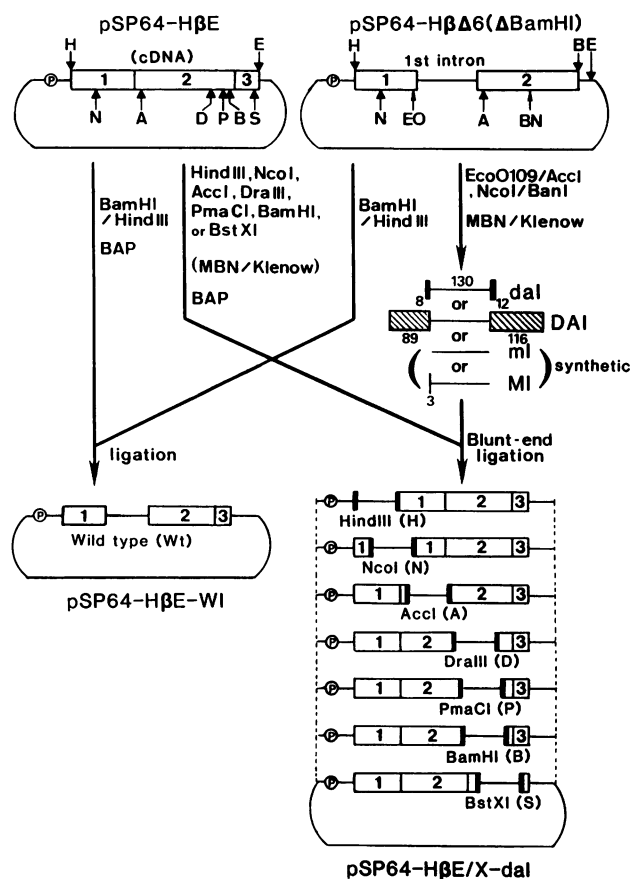 pSP64-HβE
pSP64-HβΔ6(ΔBamHI)
H
(cDNA)
E
H
1st intron
BE
P
1
2
3
P
1
2
N
A
D
P
B
S
N
EO
A
BN
BamHI
/HindIII
BAP
HindIII,NcoI,
AccI,DraIII,
PmaCI,BamHI,
or BstXI
(MBN/Klenow)
BAP
BamHI
/HindIII
EcoO109/AccI
,NcoI/BanI
MBN/Klenow
130
8
12
daI
or
DAI
89
116
or
mI
or
MI
3
( ) synthetic
ligation
Blunt-end
ligation
P
1
2
3
Wild type (Wt)
pSP64-HβE-WI
P
1
2
3
HindIII (H)
P
1
1
2
3
NcoI (N)
P
1
2
3
AccI (A)
P
1
2
3
DraIII (D)
P
1
2
3
PmaCI (P)
P
1
2
3
BamHI (B)
P
1
2
BstXI (S)
pSP64-HβE/X-daI